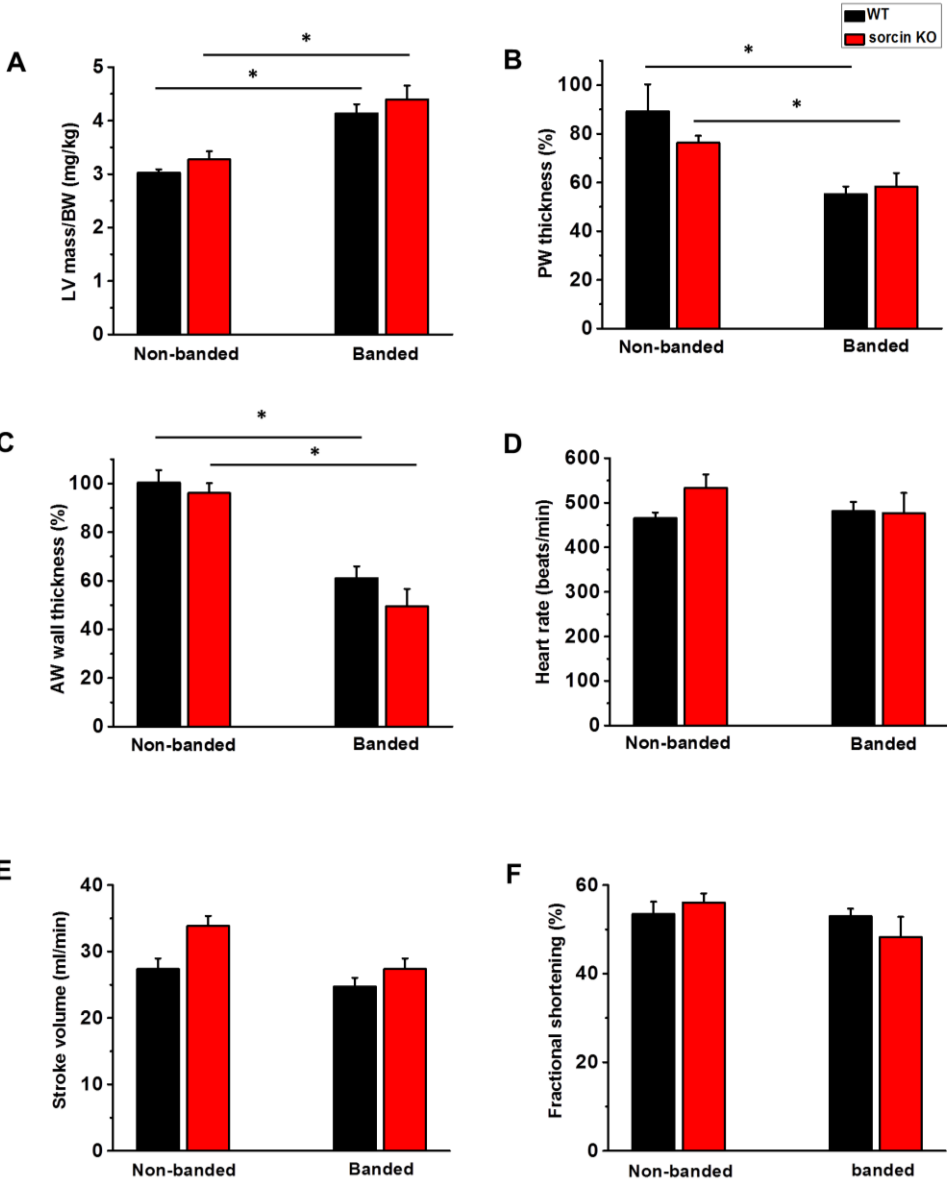 WT
sorcin KO
A
*
*
LV mass/BW (mg/kg)
5
4
3
2
1
0
Non-banded Banded
B
*
*
PW thickness (%)
100
80
60
40
20
0
Non-banded Banded
C
*
*
AW wall thickness (%)
100
80
60
40
20
0
Non-banded Banded
D
Heart rate (beats/min)
600
500
400
300
200
100
0
Non-banded Banded
E
Stroke volume (ml/min)
40
30
20
10
0
Non-banded Banded
F
Fractional shortening (%)
60
40
20
0
Non-banded banded